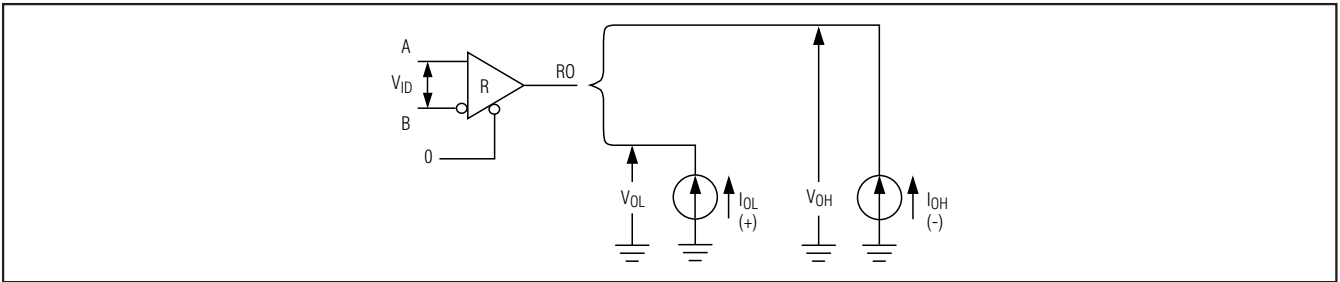 A
V_ID
B
0
R
RO
V_OL
I_OL
(+)
V_OH
I_OH
(-)